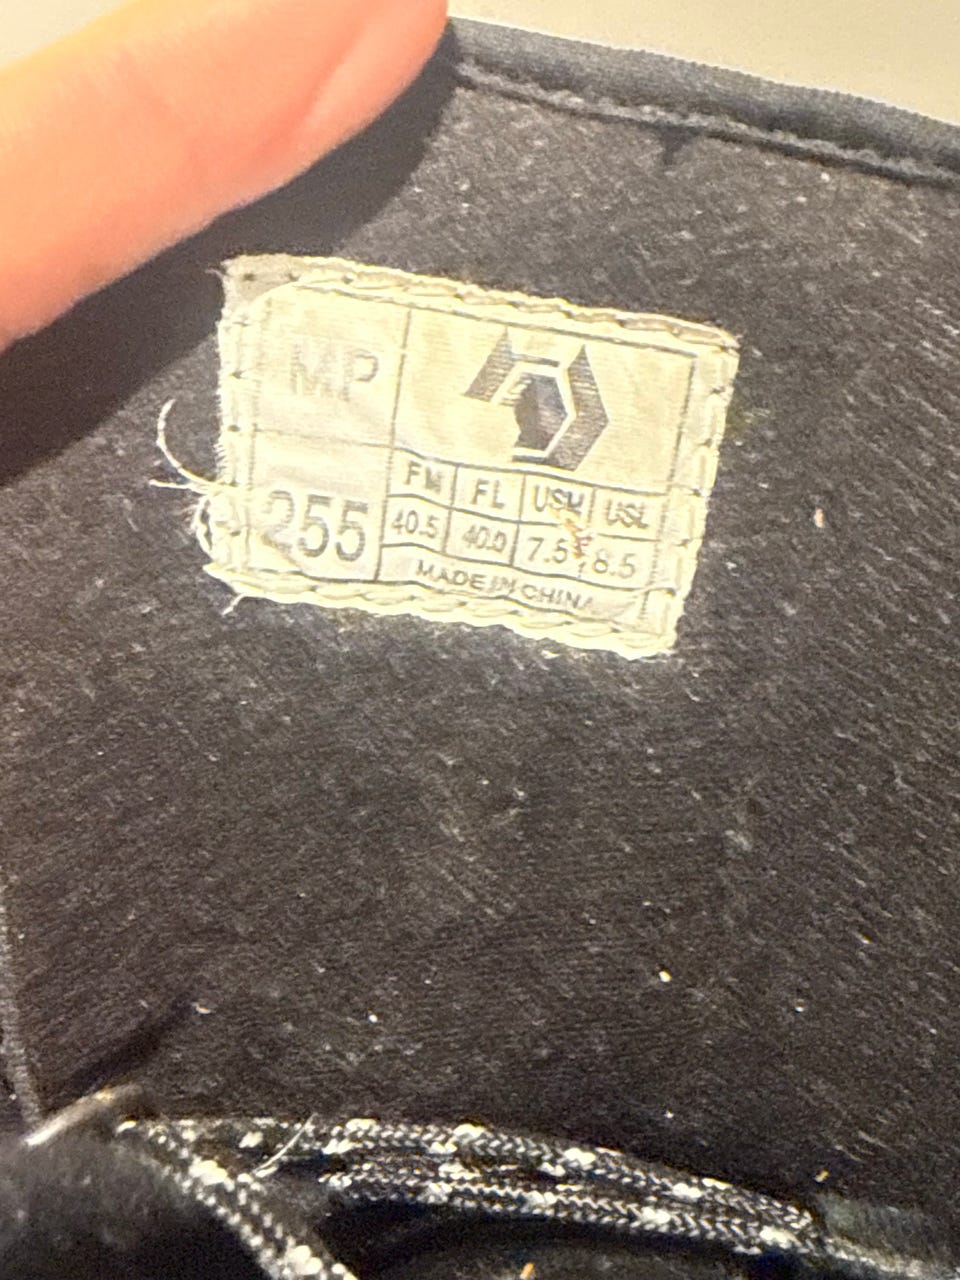 MP
FM FL USM USL
255 40.5 40.0 7.5 8.5
MADE IN CHINA